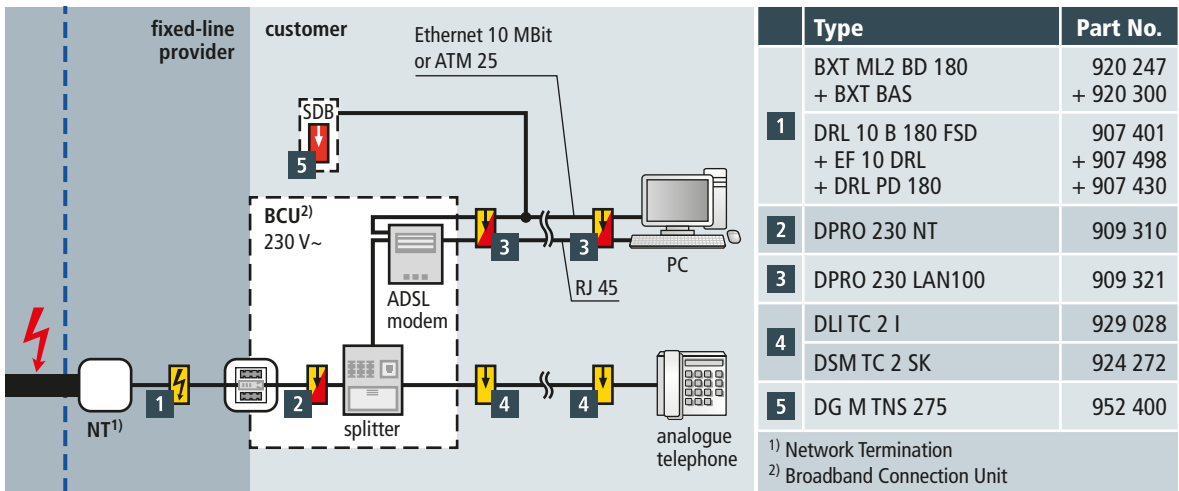 fixed-line
provider
customer
Ethernet 10 MBit
or ATM 25
SDB
5
BCU2)
230 V~
3
3
PC
RJ 45
ADSL
modem
1
2
4
4
NT1)
splitter
analogue
telephone
Type Part No.
1
BXT ML2 BD 180 920 247
+ BXT BAS + 920 300
DRL 10 B 180 FSD 907 401
+ EF 10 DRL + 907 498
+ DRL PD 180 + 907 430
2 DPRO 230 NT 909 310
3 DPRO 230 LAN100 909 321
4
DLI TC 2 I 929 028
DSM TC 2 SK 924 272
5 DG M TNS 275 952 400
1) Network Termination
2) Broadband Connection Unit